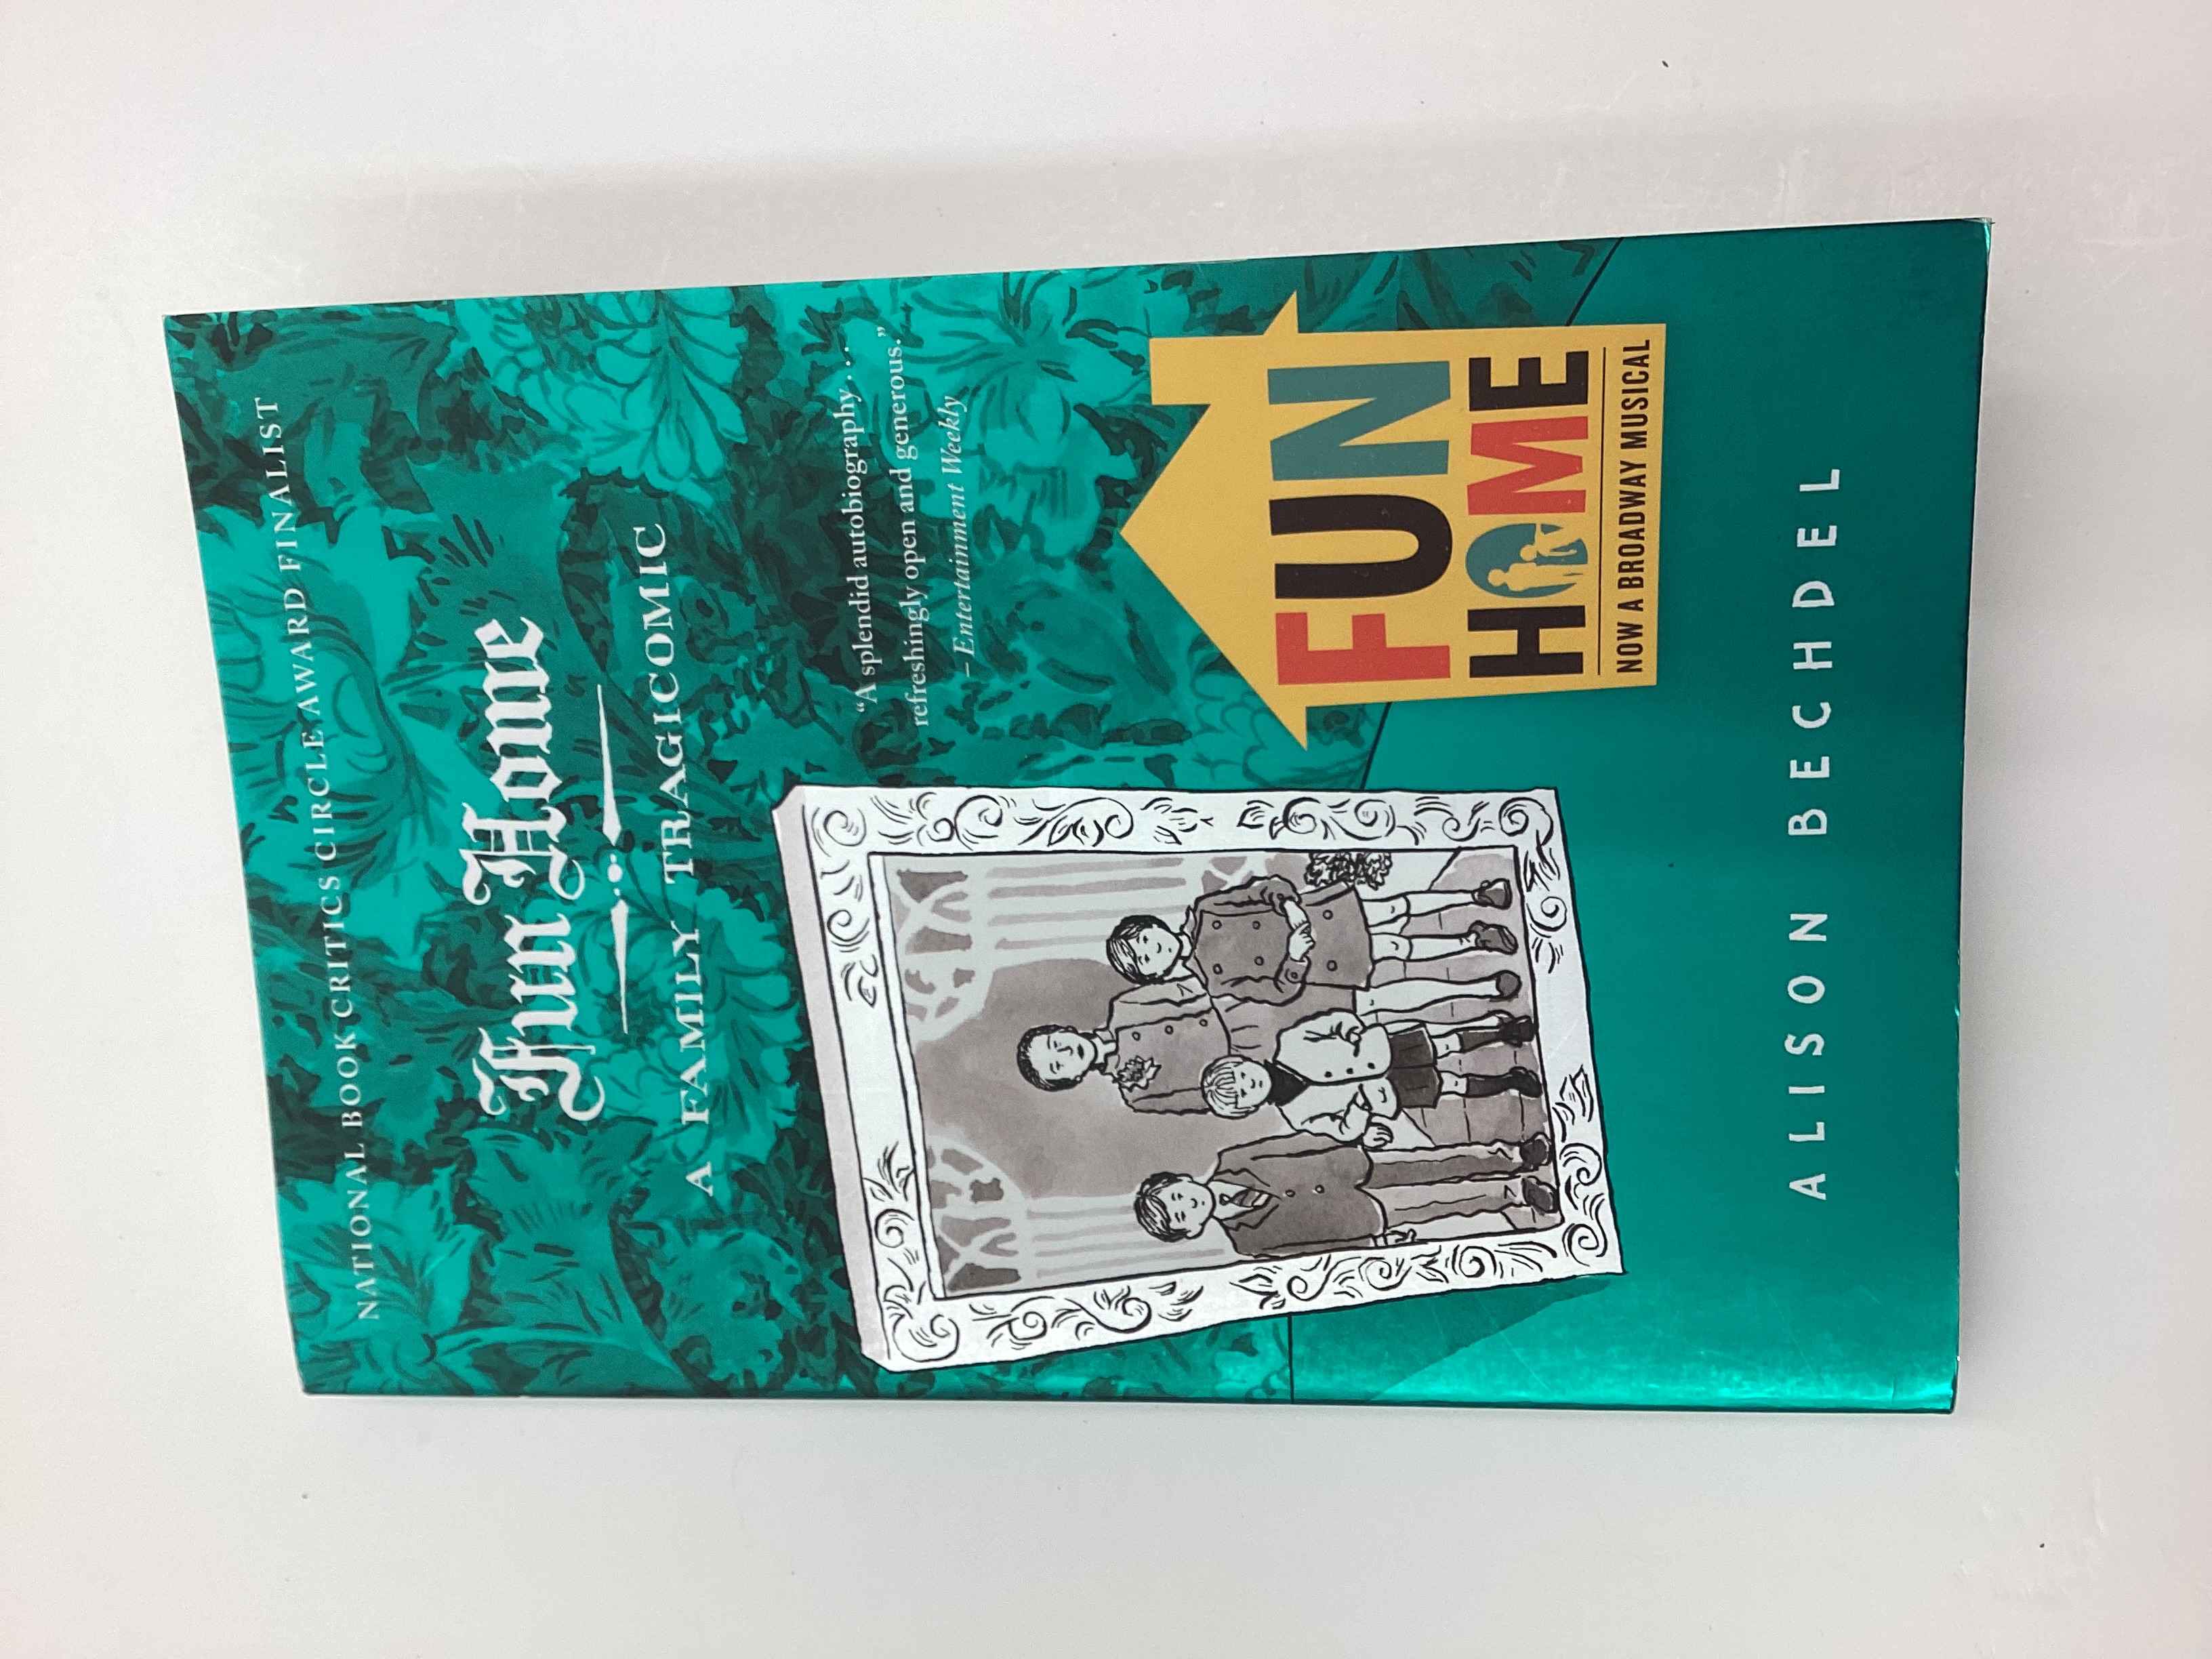 NATIONAL BOOK CRITICS CIRCLE AWARD FINALIST
Fun Home
A FAMILY TRAGICOMIC
“A splendid autobiography . . . .
refreshingly open and generous.”
– Entertainment Weekly
FUN
HOME
NOW A BROADWAY MUSICAL
ALISON BECHDEL